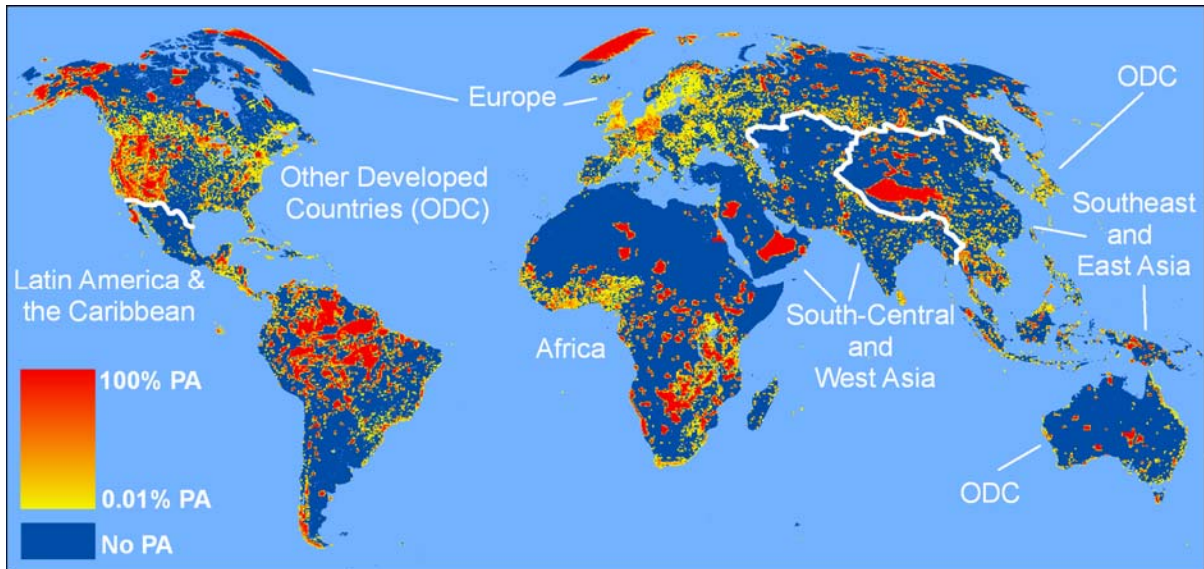 Europe
ODC
Other Developed
Countries (ODC)
Southeast
and
East Asia
Latin America &
the Caribbean
Africa
South-Central
and
West Asia
ODC
100% PA
0.01% PA
No PA